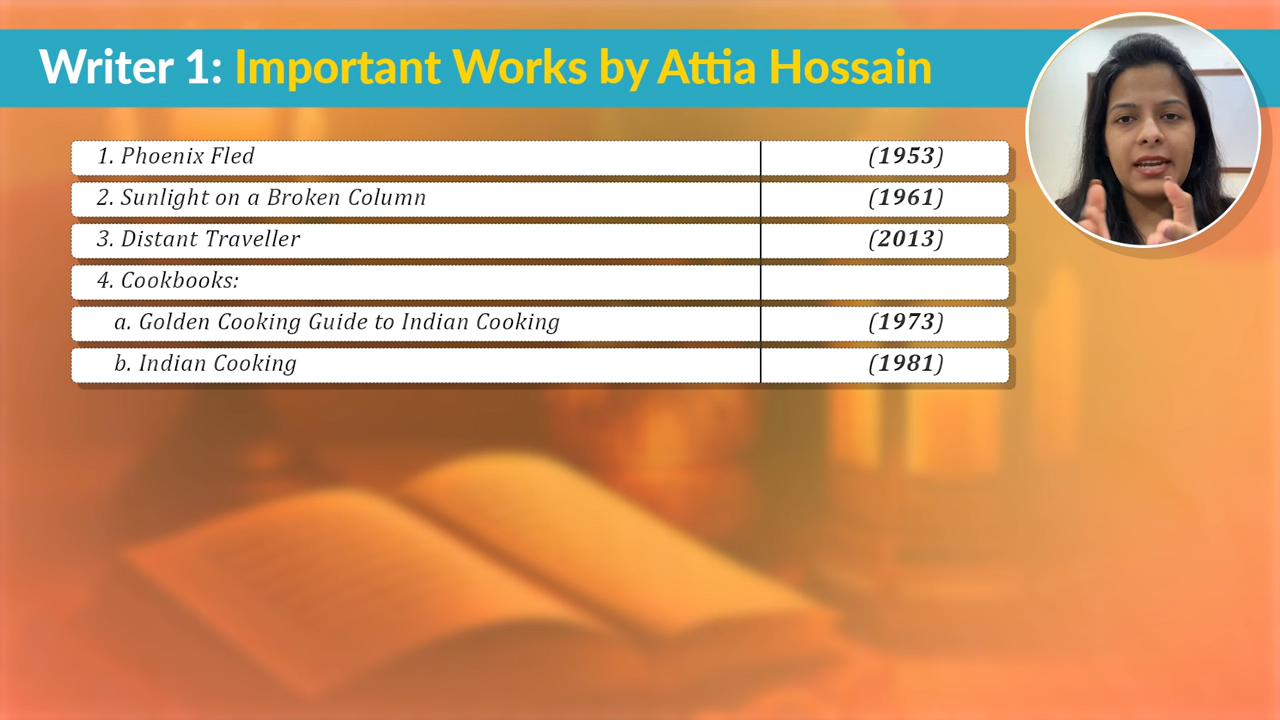 Writer 1: Important Works by Attia Hossain
1. Phoenix Fled (1953)
2. Sunlight on a Broken Column (1961)
3. Distant Traveller (2013)
4. Cookbooks:
a. Golden Cooking Guide to Indian Cooking (1973)
b. Indian Cooking (1981)